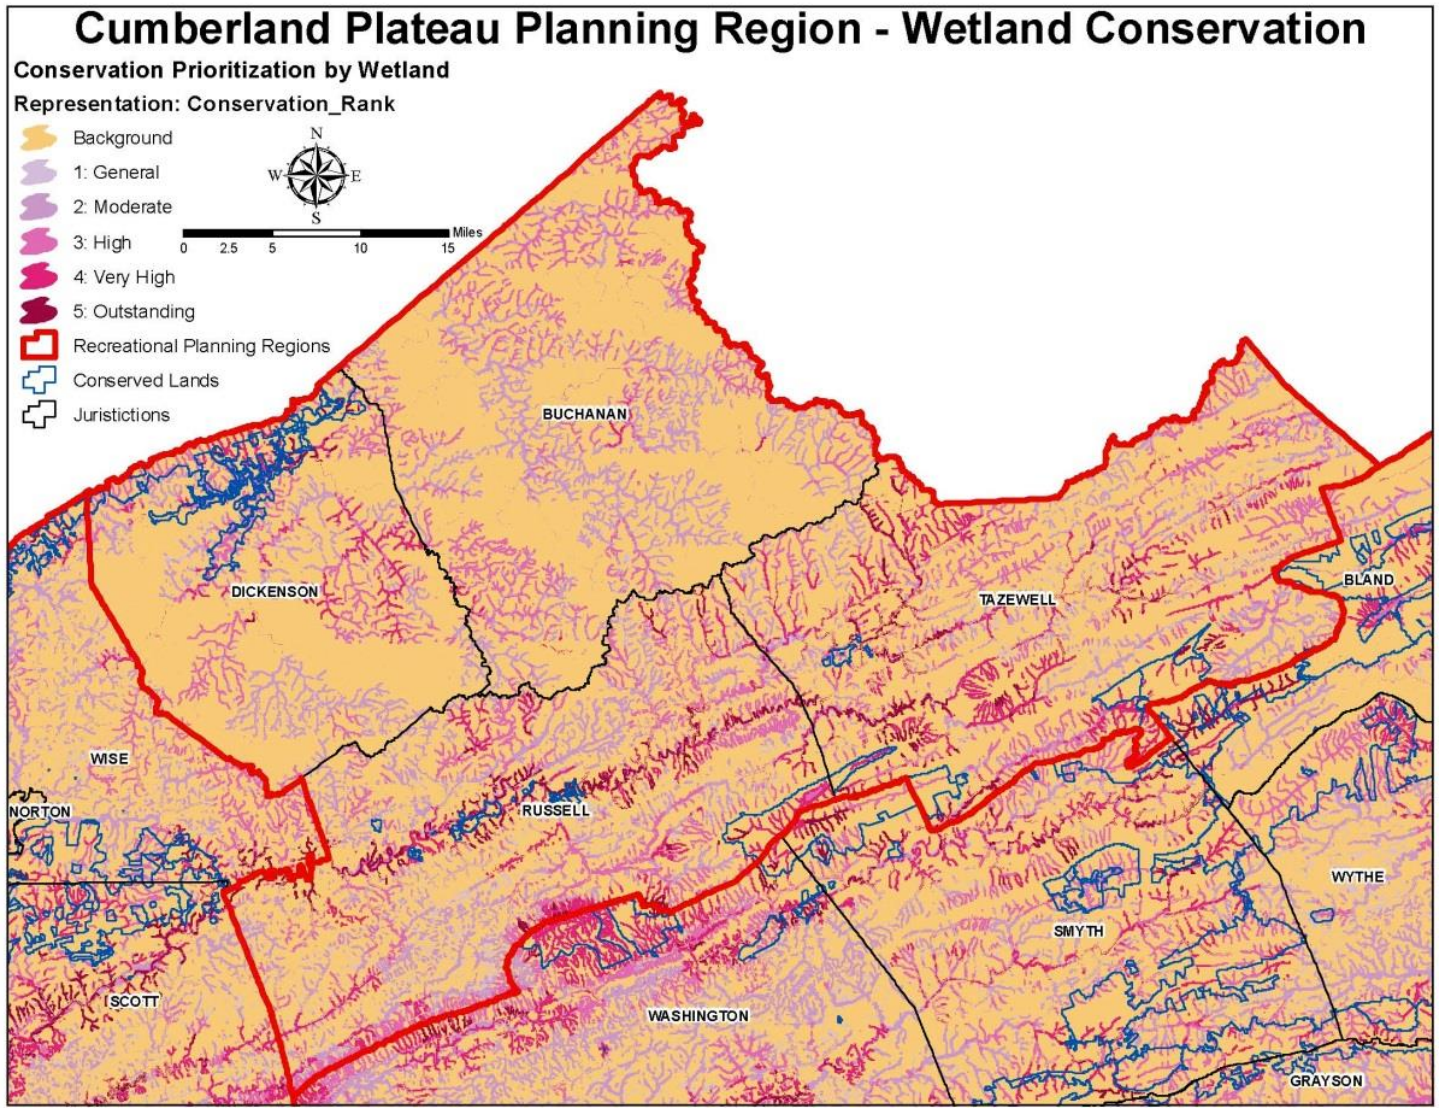 Cumberland Plateau Planning Region - Wetland Conservation
Conservation Prioritization by Wetland
Representation: Conservation_Rank
Background
1: General
2: Moderate
3: High
4: Very High
5: Outstanding
Recreational Planning Regions
Conserved Lands
Juristictions
N
W E
S
Miles
0 2.5 5 10 15
BUCHANAN
DICKENSON
TAZEWELL
BLAND
WISE
NORTON
RUSSELL
WYTHE
SMYTH
SCOTT
WASHINGTON
GRAYSON